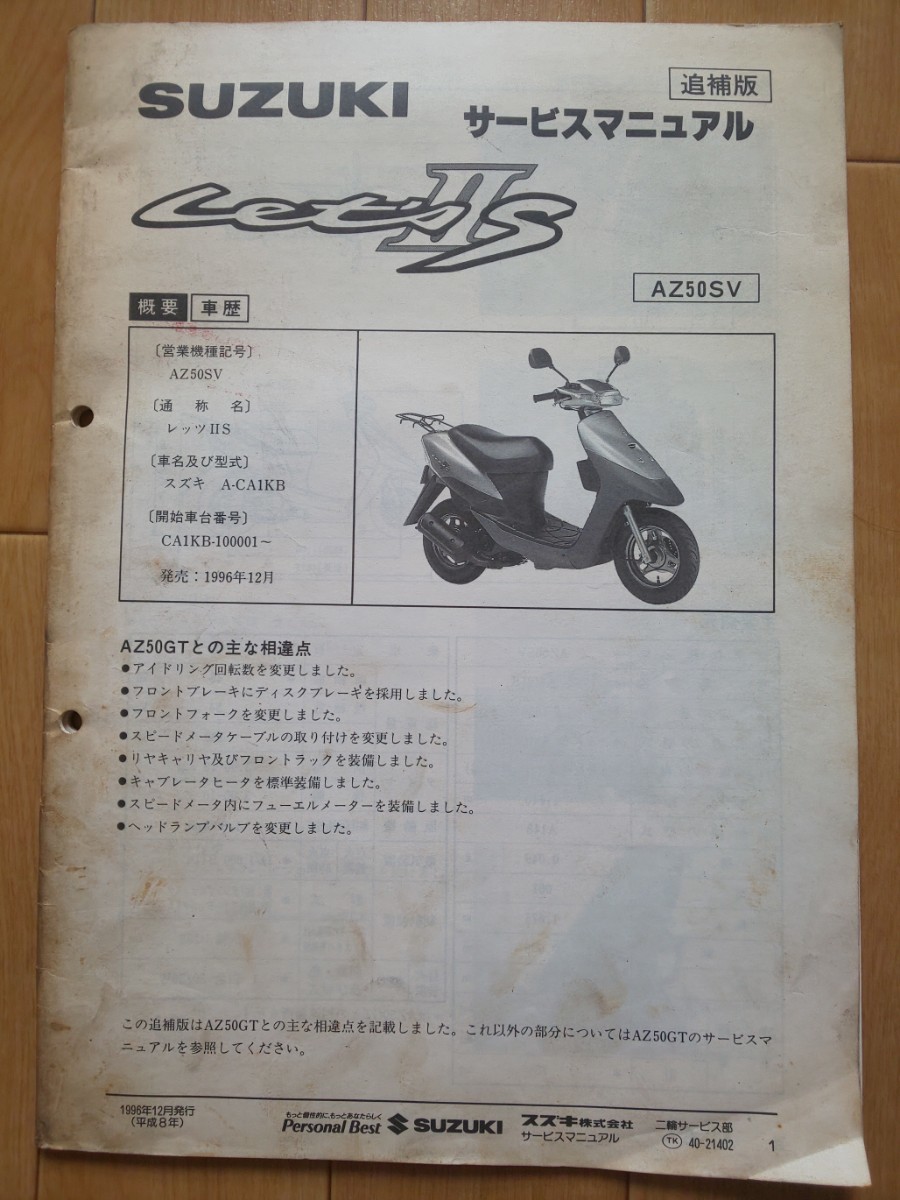 追補版
SUZUKI
サービスマニュアル
Let's II S
AZ50SV
概要 車歴
〔営業機種記号〕
AZ50SV
〔通 称 名〕
レッツII S
〔車名及び型式〕
スズキ A-CA1KB
〔開始車台番号〕
CA1KB-100001～
発売：1996年12月
AZ50GTとの主な相違点
●アイドリング回転数を変更しました。
●フロントブレーキにディスクブレーキを採用しました。
●フロントフォークを変更しました。
●スピードメータケーブルの取り付けを変更しました。
●リヤキャリヤ及びフロントラックを装備しました。
●キャブレータヒータを標準装備しました。
●スピードメータ内にフューエルメーターを装備しました。
●ヘッドランプバルブを変更しました。
この追補版はAZ50GTとの主な相違点を記載しました。これ以外の部分についてはAZ50GTのサービスマ
ニュアルを参照してください。
1996年12月発行
（平成8年）
もっと個性的に、もっとあなたらしく
Personal Best SUZUKI
スズキ株式会社
サービスマニュアル
二輪サービス部
TK 40-21402
1